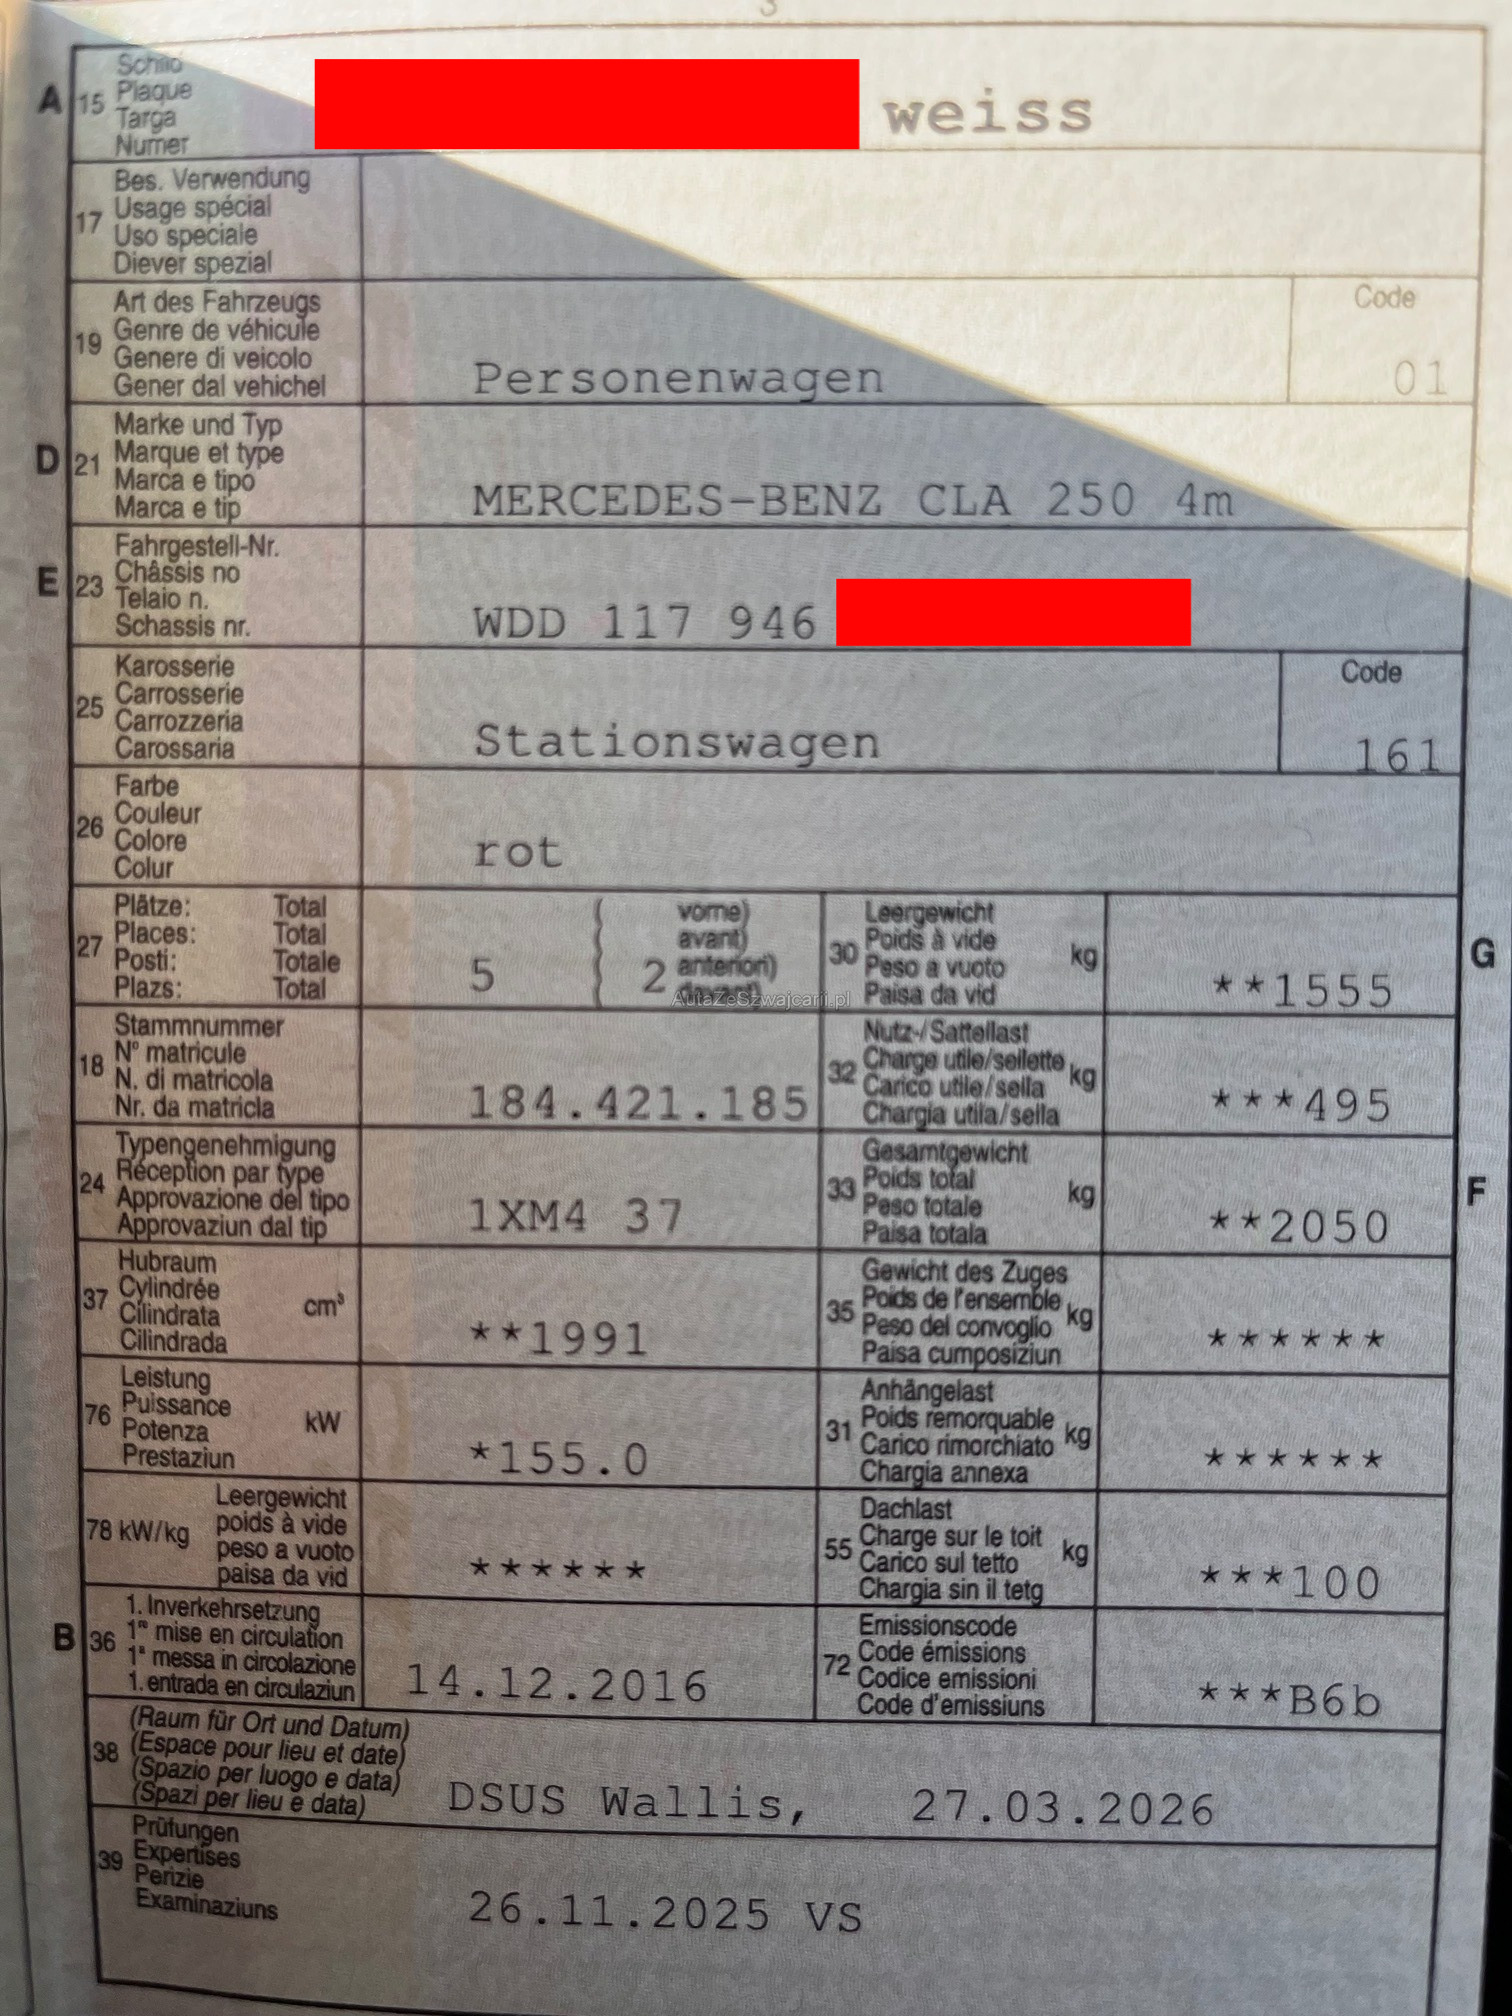 3
A 15 Schild
Plaque
Targa
Numer
weiss
17 Bes. Verwendung
Usage spécial
Uso speciale
Diever spezial
19 Art des Fahrzeugs
Genre de véhicule
Genere di veicolo
Gener dal vehichel
Personenwagen
Code
01
D 21 Marke und Typ
Marque et type
Marca e tipo
Marca e tip
MERCEDES-BENZ CLA 250 4m
E 23 Fahrgestell-Nr.
Châssis no
Telaio n.
Schassis nr.
WDD 117 946
25 Karosserie
Carrosserie
Carrozzeria
Carossaria
Stationswagen
Code
161
26 Farbe
Couleur
Colore
Colur
rot
27 Plätze: Total
Places: Total
Posti: Totale
Plazs: Total
5 { 2 vorne)
avant)
anteriori)
davant)
AutaZeSzwajcarii.pl
30 Leergewicht
Poids à vide kg
Peso a vuoto
Paisa da vid
**1555
G
18 Stammnummer
N° matricule
N. di matricola
Nr. da matricla
184.421.185
32 Nutz-/Sattellast
Charge utile/sellette kg
Carico utile/sella
Chargia utila/sella
***495
24 Typengenehmigung
Réception par type
Approvazione del tipo
Approvaziun dal tip
1XM4 37
33 Gesamtgewicht
Poids total kg
Peso totale
Paisa totala
**2050
F
37 Hubraum
Cylindrée cm³
Cilindrata
Cilindrada
**1991
35 Gewicht des Zuges
Poids de l'ensemble kg
Peso del convoglio
Paisa cumposiziun
******
76 Leistung
Puissance kW
Potenza
Prestaziun
*155.0
31 Anhängelast
Poids remorquable kg
Carico rimorchiato
Chargia annexa
******
78 kW/kg Leergewicht
poids à vide
peso a vuoto
paisa da vid
******
55 Dachlast
Charge sur le toit kg
Carico sul tetto
Chargia sin il tetg
***100
B 36 1. Inverkehrsetzung
1re mise en circulation
1a messa in circolazione
1. entrada en circulaziun
14.12.2016
72 Emissionscode
Code émissions
Codice emissioni
Code d'emissiuns
***B6b
38 (Raum für Ort und Datum)
(Espace pour lieu et date)
(Spazio per luogo e data)
(Spazi per lieu e data)
DSUS Wallis, 27.03.2026
39 Prüfungen
Expertises
Perizie
Examinaziuns
26.11.2025 VS